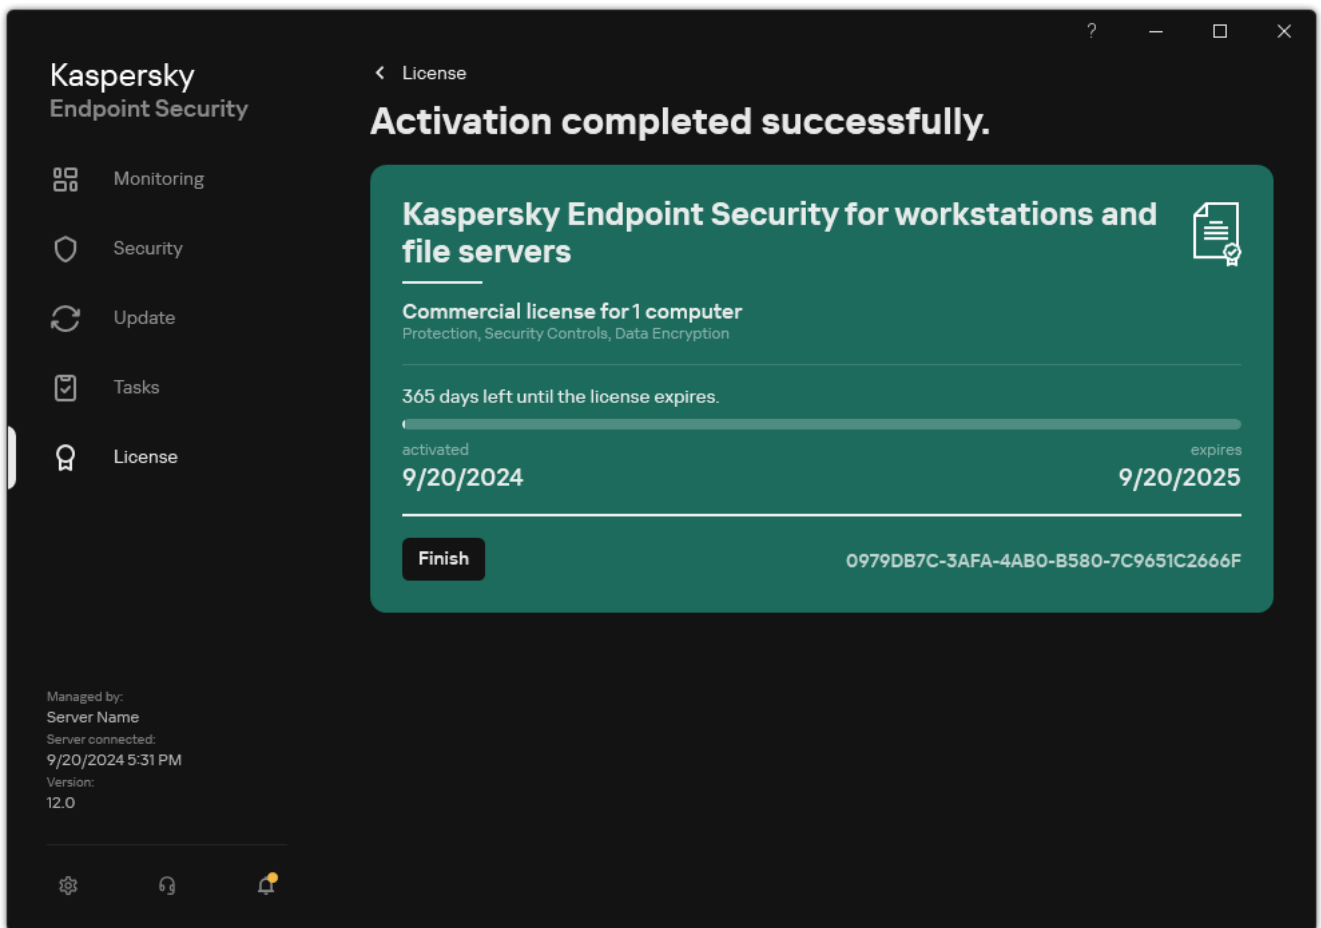 ?
Kaspersky
Endpoint Security
Monitoring
Security
Update
Tasks
License
Managed by:
Server Name
Server connected:
9/20/2024 5:31 PM
Version:
12.0
License
Activation completed successfully.
Kaspersky Endpoint Security for workstations and
file servers
Commercial license for 1 computer
Protection, Security Controls, Data Encryption
365 days left until the license expires.
activated
expires
9/20/2024
9/20/2025
Finish
0979DB7C-3AFA-4AB0-B580-7C9651C2666F